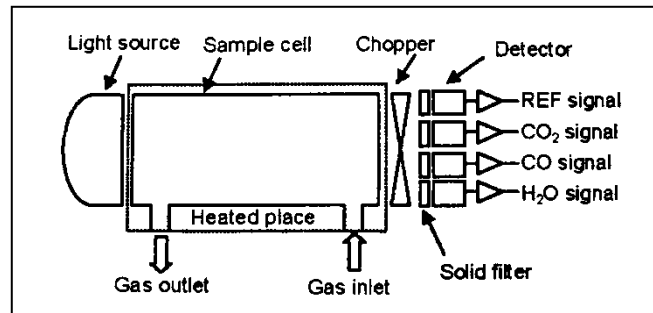 Light source
Sample cell
Chopper
Detector
REF signal
CO₂ signal
CO signal
H₂O signal
Heated place
Solid filter
Gas outlet
Gas inlet